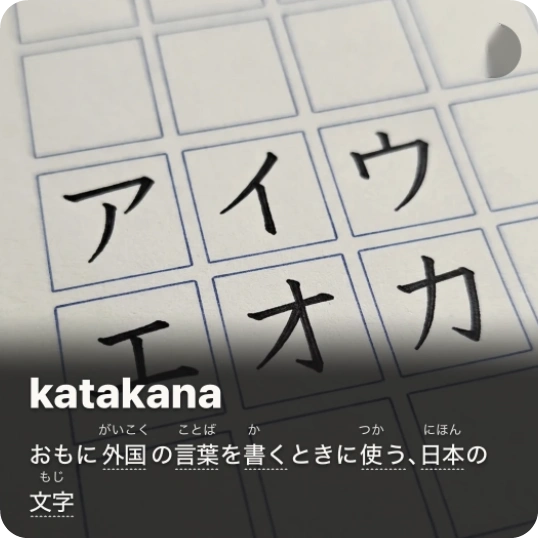 アイウ
エオカ
katakana
がいこく ことば か つか にほん
おもに外国の言葉を書くときに使う、日本の
もじ
文字